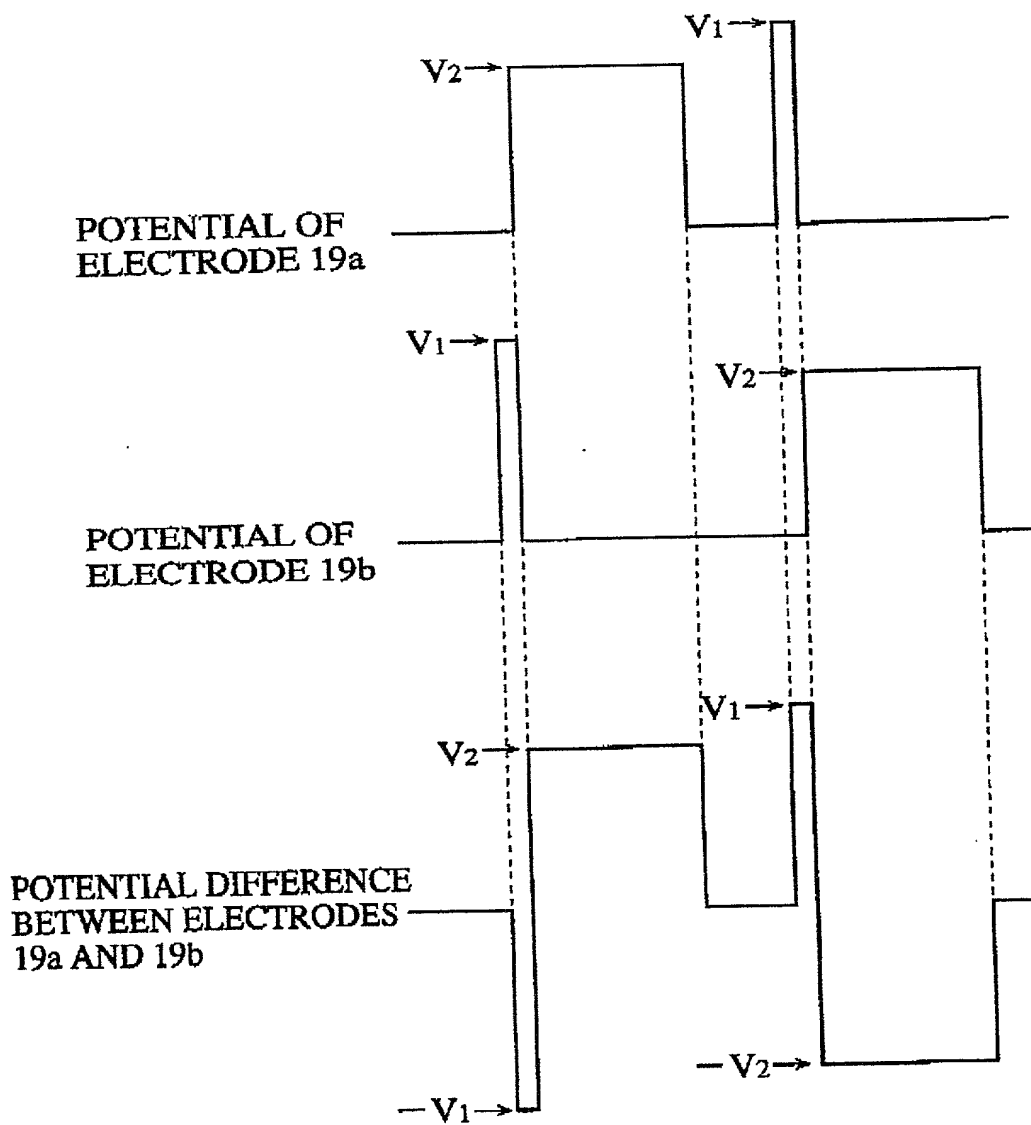 V1
V2
POTENTIAL OF
ELECTRODE 19a
V1
V2
POTENTIAL OF
ELECTRODE 19b
V1
V2
POTENTIAL DIFFERENCE
BETWEEN ELECTRODES
19a AND 19b
-V2
-V1